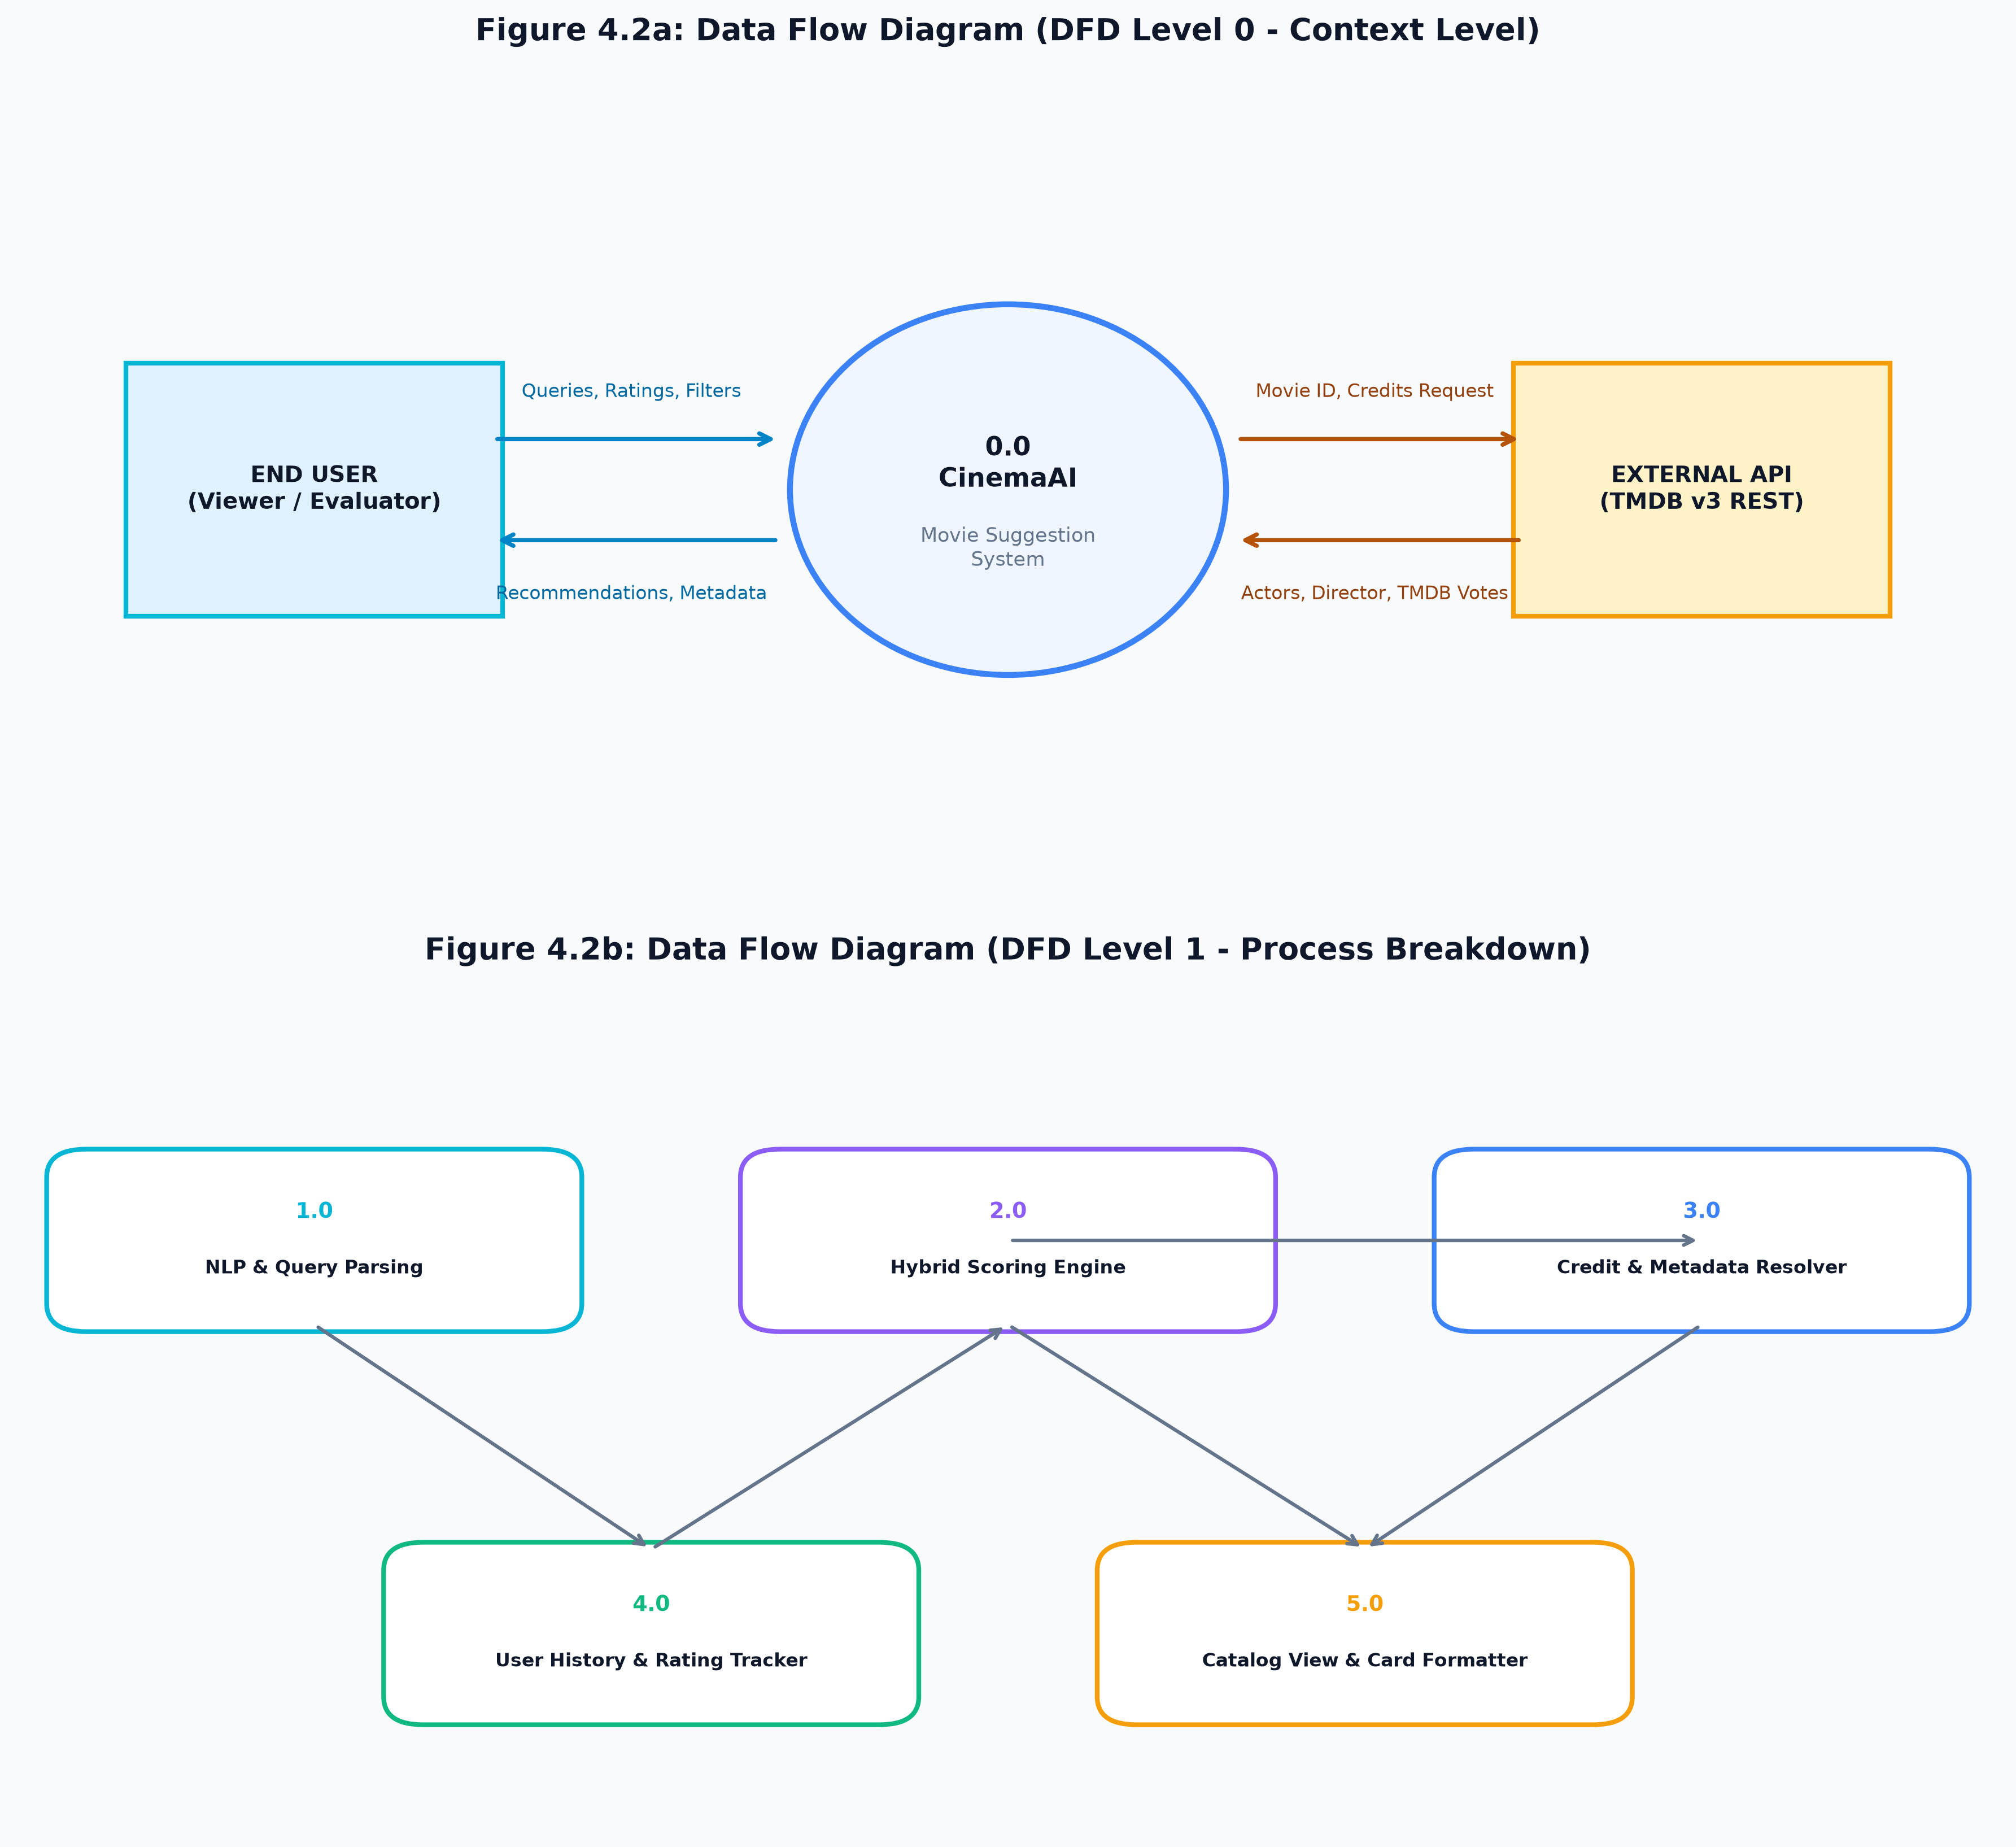 Figure 4.2a: Data Flow Diagram (DFD Level 0 - Context Level)
Queries, Ratings, Filters
Movie ID, Credits Request
END USER
(Viewer / Evaluator)
0.0
CinemaAI
Movie Suggestion
System
EXTERNAL API
(TMDB v3 REST)
Recommendations, Metadata
Actors, Director, TMDB Votes
Figure 4.2b: Data Flow Diagram (DFD Level 1 - Process Breakdown)
1.0
NLP & Query Parsing
2.0
Hybrid Scoring Engine
3.0
Credit & Metadata Resolver
4.0
User History & Rating Tracker
5.0
Catalog View & Card Formatter